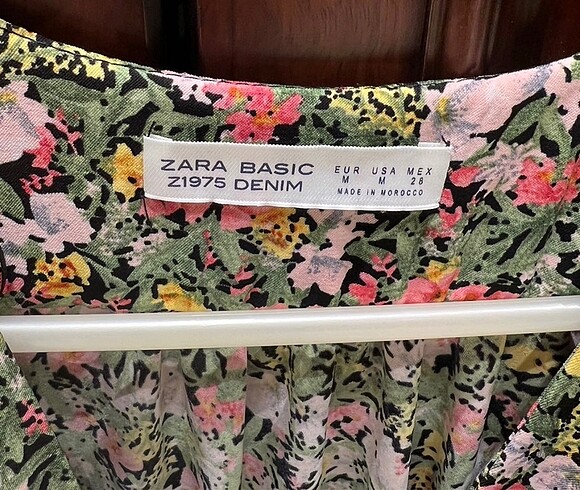 ZARA BASIC
Z1975 DENIM
EUR USA MEX
M M 28
MADE IN MOROCCO